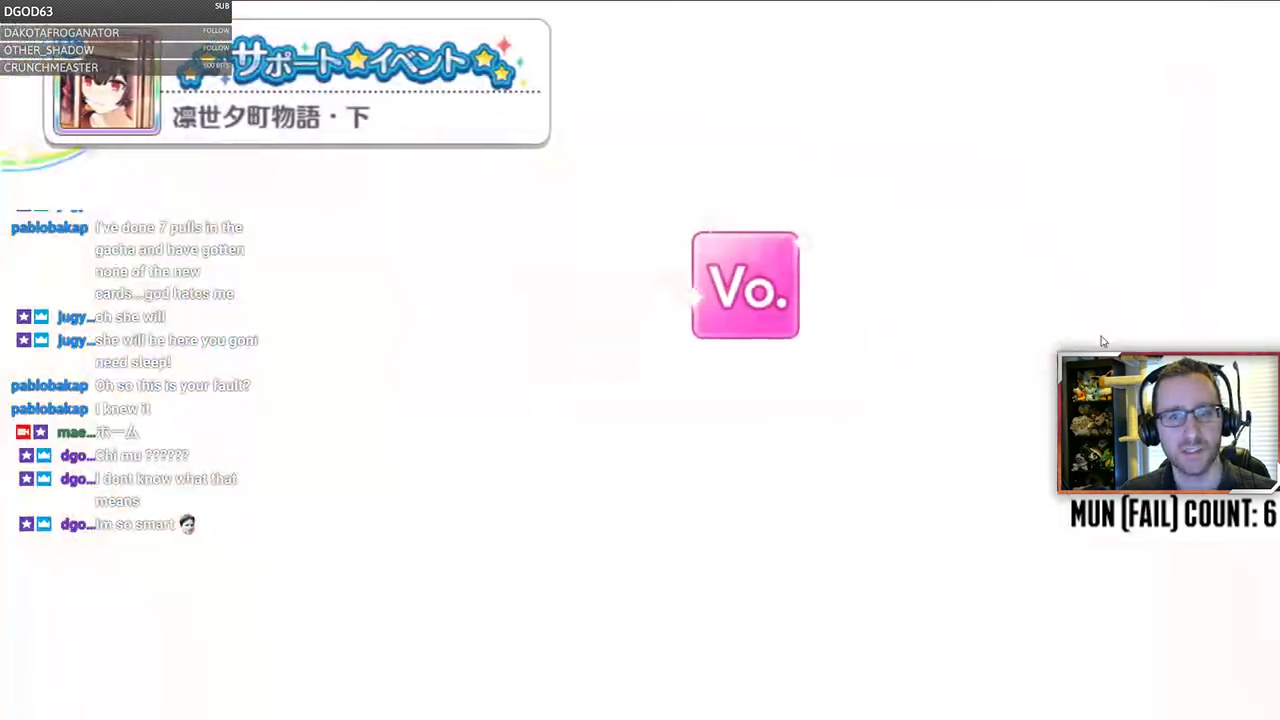 DGOD63 SUB
DAKOTAFROGANATOR FOLLOW
OTHER_SHADOW FOLLOW
CRUNCHMEASTER 300 BITS
サポート★イベント
凛世夕町物語・下
pablobakap I've done 7 pulls in the
gacha and have gotten
none of the new
cards...god hates me
jugy... oh she will
jugy... she will be here you goni
need sleep!
pablobakap Oh so this is your fault?
pablobakap I knew it
mae... ホーム
dgo... Chi mu ??????
dgo... I dont know what that
means
dgo... Im so smart
Vo.
MUN (FAIL) COUNT: 6